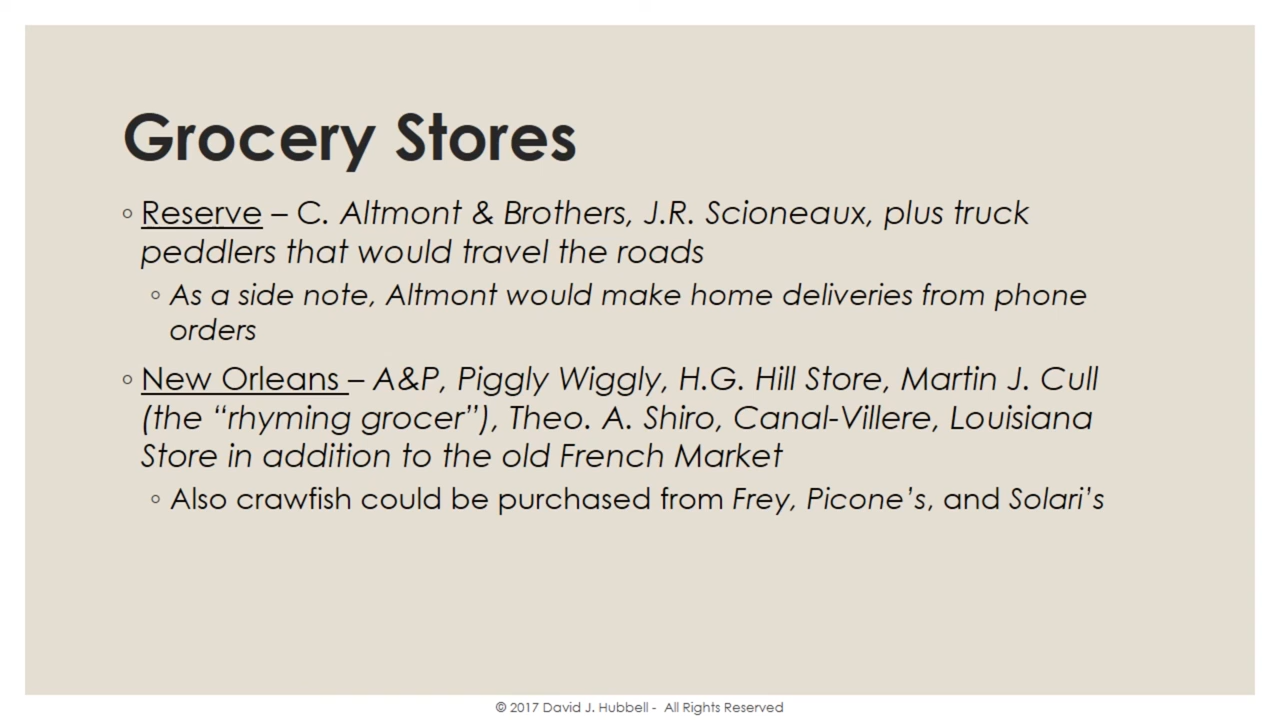 Grocery Stores
◦ Reserve – C. Altmont & Brothers, J.R. Scioneaux, plus truck
peddlers that would travel the roads
◦ As a side note, Altmont would make home deliveries from phone
orders
◦ New Orleans – A&P, Piggly Wiggly, H.G. Hill Store, Martin J. Cull
(the “rhyming grocer”), Theo. A. Shiro, Canal-Villere, Louisiana
Store in addition to the old French Market
◦ Also crawfish could be purchased from Frey, Picone’s, and Solari’s
© 2017 David J. Hubbell - All Rights Reserved